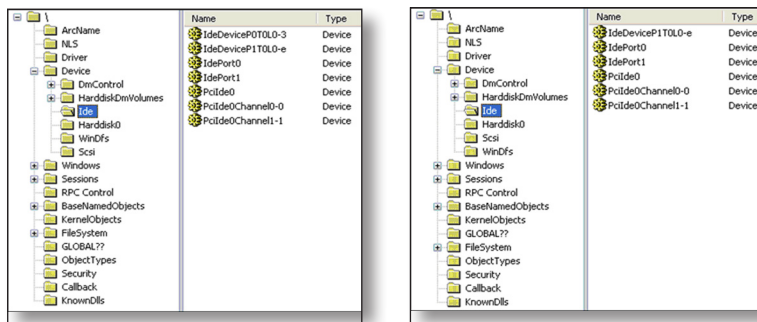 \
ArcName
NLS
Driver
Device
DmControl
HarddiskDmVolumes
Ide
Harddisk0
WinDfs
Scsi
Windows
Sessions
RPC Control
BaseNamedObjects
KernelObjects
FileSystem
GLOBAL??
ObjectTypes
Security
Callback
KnownDlls
Name Type
IdeDeviceP0T0L0-3 Device
IdeDeviceP1T0L0-e Device
IdePort0 Device
IdePort1 Device
PciIde0 Device
PciIde0Channel0-0 Device
PciIde0Channel1-1 Device
\
ArcName
NLS
Driver
Device
DmControl
HarddiskDmVolumes
Ide
Harddisk0
Scsi
WinDfs
Windows
Sessions
RPC Control
BaseNamedObjects
KernelObjects
GLOBAL??
FileSystem
ObjectTypes
Security
Callback
KnownDlls
Name Type
IdeDeviceP1T0L0-e Device
IdePort0 Device
IdePort1 Device
PciIde0 Device
PciIde0Channel0-0 Device
PciIde0Channel1-1 Device